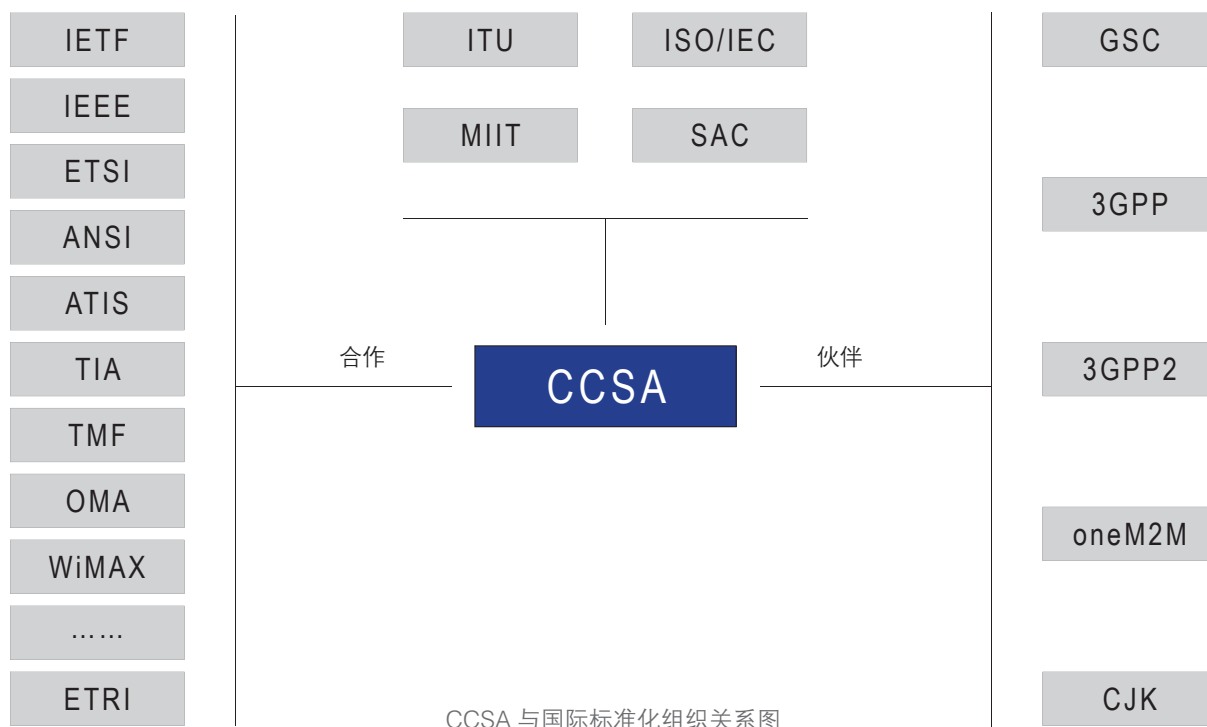 IETF
IEEE
ETSI
ANSI
ATIS
TIA
TMF
OMA
WiMAX
……
ETRI
ITU
ISO/IEC
MIIT
SAC
合作
CCSA
伙伴
GSC
3GPP
3GPP2
oneM2M
CJK
CCSA 与国际标准化组织关系图